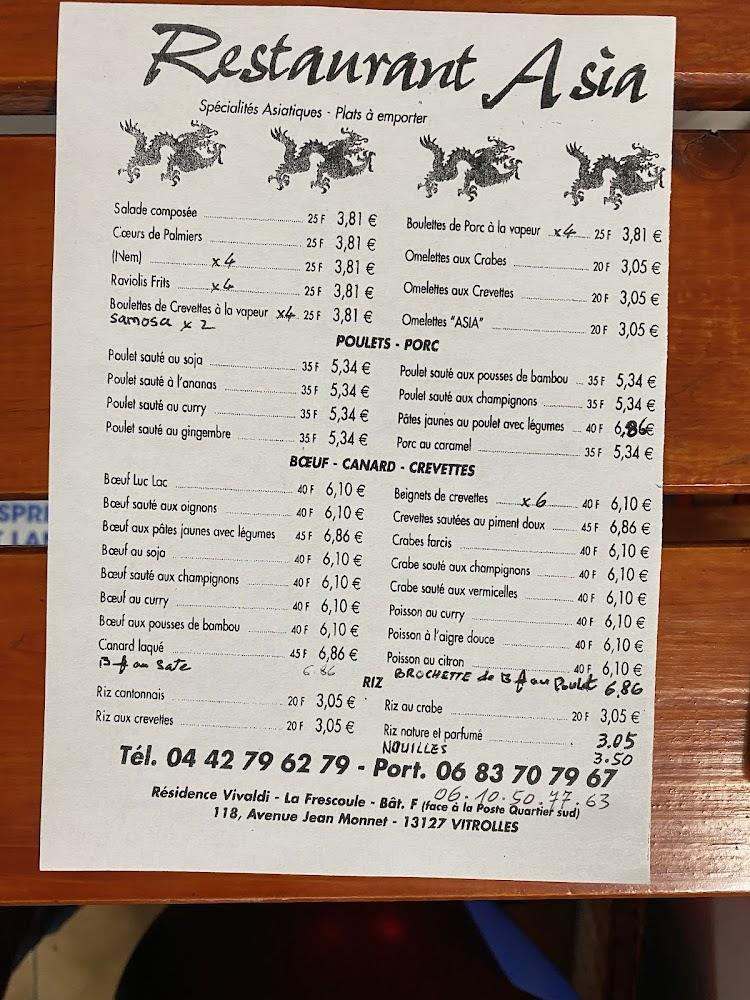 Restaurant Asia
Spécialités Asiatiques - Plats à emporter
Salade composée 25 F 3,81 €
Cœurs de Palmiers 25 F 3,81 €
(Nem) x4 25 F 3,81 €
Raviolis Frits x4 25 F 3,81 €
Boulettes de Crevettes à la vapeur x4 25 F 3,81 €
Samosa x 2
Boulettes de Porc à la vapeur x4 25 F 3,81 €
Omelettes aux Crabes 20 F 3,05 €
Omelettes aux Crevettes 20 F 3,05 €
Omelettes "ASIA" 20 F 3,05 €
POULETS - PORC
Poulet sauté au soja 35 F 5,34 €
Poulet sauté à l'ananas 35 F 5,34 €
Poulet sauté au curry 35 F 5,34 €
Poulet sauté au gingembre 35 F 5,34 €
Poulet sauté aux pousses de bambou 35 F 5,34 €
Poulet sauté aux champignons 35 F 5,34 €
Pâtes jaunes au poulet avec légumes 40 F 6,86€
Porc au caramel 35 F 5,34 €
BŒUF - CANARD - CREVETTES
Bœuf Luc Lac 40 F 6,10 €
Bœuf sauté aux oignons 40 F 6,10 €
Bœuf aux pâtes jaunes avec légumes 45 F 6,86 €
Bœuf au soja 40 F 6,10 €
Bœuf sauté aux champignons 40 F 6,10 €
Bœuf au curry 40 F 6,10 €
Bœuf aux pousses de bambou 40 F 6,10 €
Canard laqué 45 F 6,86 €
B f au Saté 6.86
Beignets de crevettes x6 40 F 6,10 €
Crevettes sautées au piment doux 45 F 6,86 €
Crabes farcis 40 F 6,10 €
Crabe sauté aux champignons 40 F 6,10 €
Crabe sauté aux vermicelles 40 F 6,10 €
Poisson au curry 40 F 6,10 €
Poisson à l'aigre douce 40 F 6,10 €
Poisson au citron 40 F 6,10 €
BROCHETTE de B f au Poulet 6,86
RIZ
Riz cantonnais 20 F 3,05 €
Riz aux crevettes 20 F 3,05 €
Riz au crabe 20 F 3,05 €
Riz nature et parfumé 3.05
NOUILLES 3.50
Tél. 04 42 79 62 79 - Port. 06 83 70 79 67
06.10.50.77.63
Résidence Vivaldi - La Frescoule - Bât. F (face à la Poste Quartier sud)
118, Avenue Jean Monnet - 13127 VITROLLES